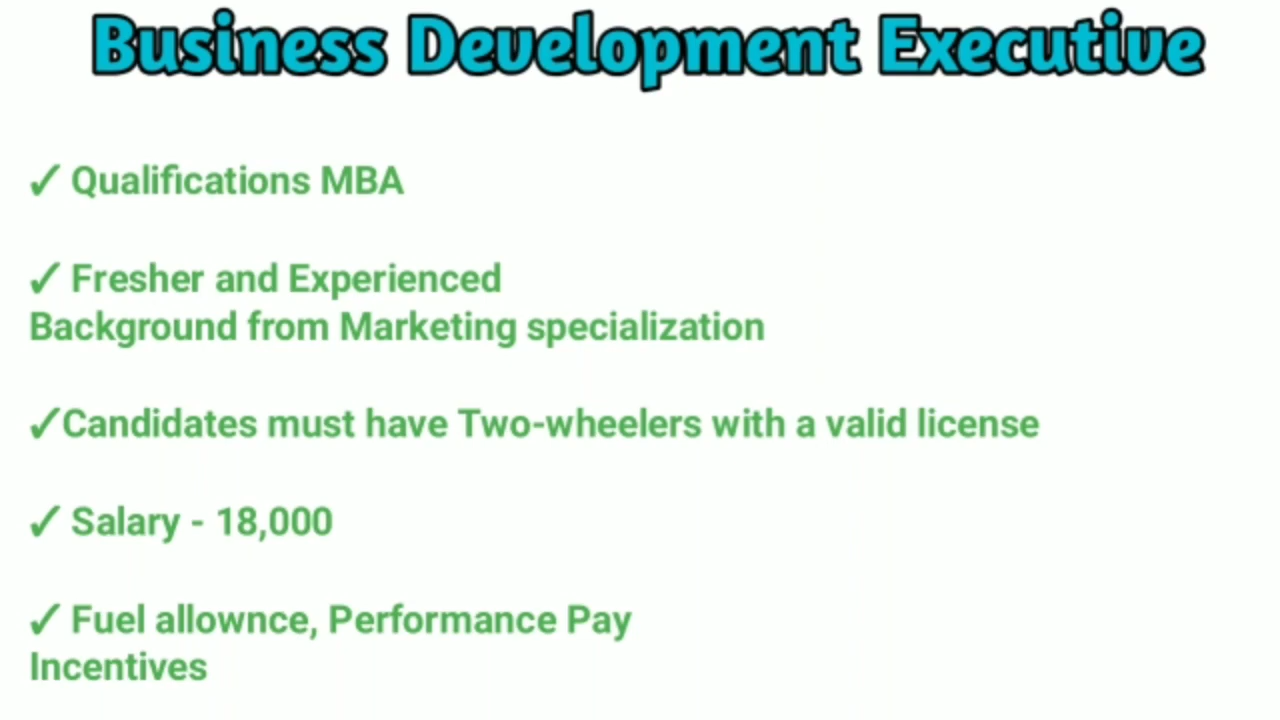 Business Development Executive
✓ Qualifications MBA
✓ Fresher and Experienced
Background from Marketing specialization
✓Candidates must have Two-wheelers with a valid license
✓ Salary - 18,000
✓ Fuel allownce, Performance Pay
Incentives